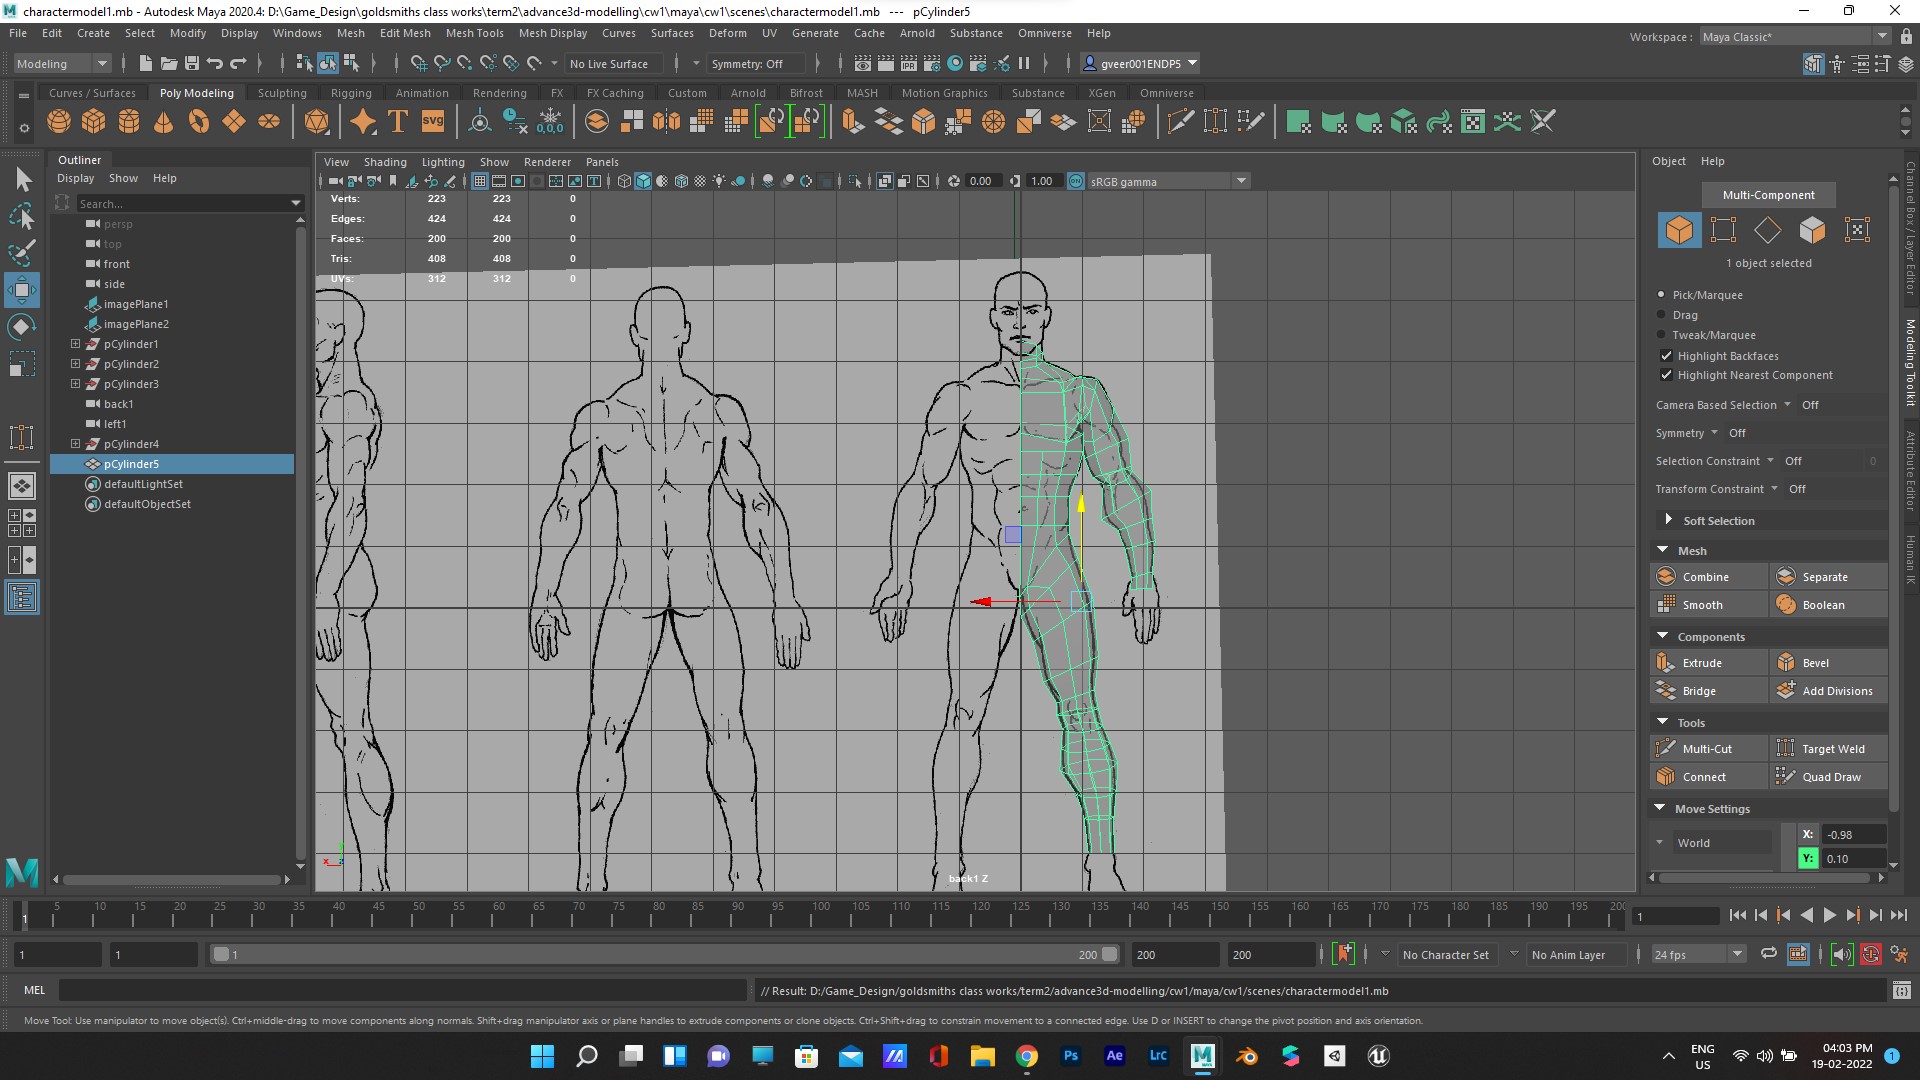 charactermodel1.mb - Autodesk Maya 2020.4: D:\Game_Design\goldsmiths class works\term2\advance3d-modelling\cw1\maya\cw1\scenes\charactermodel1.mb --- pCylinder5
File Edit Create Select Modify Display Windows Mesh Edit Mesh Mesh Tools Mesh Display Curves Surfaces Deform UV Generate Cache Arnold Substance Omniverse Help
Workspace : Maya Classic*
Modeling No Live Surface Symmetry: Off gveer001ENDP5
Curves / Surfaces Poly Modeling Sculpting Rigging Animation Rendering FX FX Caching Custom Arnold Bifrost MASH Motion Graphics Substance XGen Omniverse
Outliner
Display Show Help
Search...
persp
top
front
side
imagePlane1
imagePlane2
pCylinder1
pCylinder2
pCylinder3
back1
left1
pCylinder4
pCylinder5
defaultLightSet
defaultObjectSet
View Shading Lighting Show Renderer Panels
0.00 1.00 sRGB gamma
Verts: 223 223 0
Edges: 424 424 0
Faces: 200 200 0
Tris: 408 408 0
UVs: 312 312 0
back1 Z
Object Help
Multi-Component
1 object selected
Pick/Marquee
Drag
Tweak/Marquee
Highlight Backfaces
Highlight Nearest Component
Camera Based Selection Off
Symmetry Off
Selection Constraint Off 0
Transform Constraint Off
Soft Selection
Mesh
Combine Separate
Smooth Boolean
Components
Extrude Bevel
Bridge Add Divisions
Tools
Multi-Cut Target Weld
Connect Quad Draw
Move Settings
World X: -0.98
Y: 0.10
Channel Box / Layer Editor
Modeling Toolkit
Attribute Editor
Human IK
1 5 10 15 20 25 30 35 40 45 50 55 60 65 70 75 80 85 90 95 100 105 110 115 120 125 130 135 140 145 150 155 160 165 170 175 180 185 190 195 200 1
1 1 1 200 200 200 No Character Set No Anim Layer 24 fps
MEL // Result: D:/Game_Design/goldsmiths class works/term2/advance3d-modelling/cw1/maya/cw1/scenes/charactermodel1.mb
Move Tool: Use manipulator to move object(s). Ctrl+middle-drag to move components along normals. Shift+drag manipulator axis or plane handles to extrude components or clone objects. Ctrl+Shift+drag to constrain movement to a connected edge. Use D or INSERT to change the pivot position and axis orientation.
Ps Ae Lrc
ENG
US
04:03 PM
19-02-2022
1